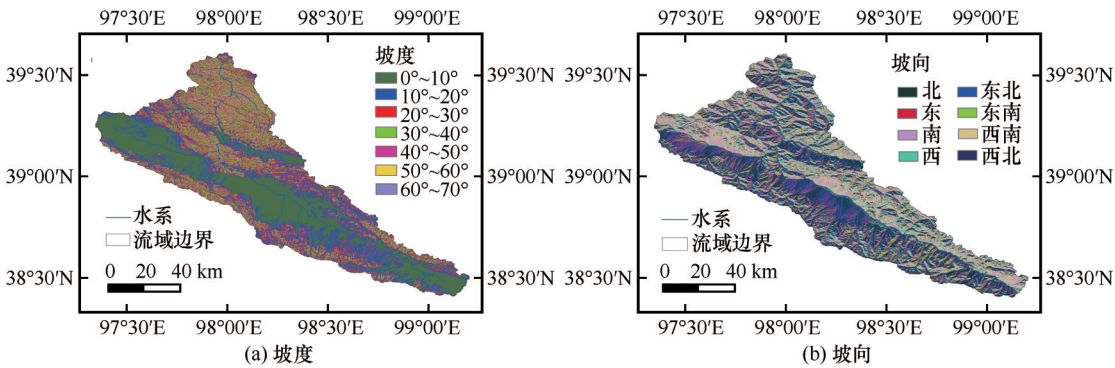 97°30′E 98°00′E 98°30′E 99°00′E
39°30′N
39°00′N
38°30′N
坡度
0°~10°
10°~20°
20°~30°
30°~40°
40°~50°
50°~60°
60°~70°
水系
流域边界
0 20 40 km
97°30′E 98°00′E 98°30′E 99°00′E
(a) 坡度
97°30′E 98°00′E 98°30′E 99°00′E
39°30′N 39°30′N
39°00′N 39°00′N
38°30′N 38°30′N
坡向
北 东北
东 东南
南 西南
西 西北
水系
流域边界
0 20 40 km
97°30′E 98°00′E 98°30′E 99°00′E
(b) 坡向